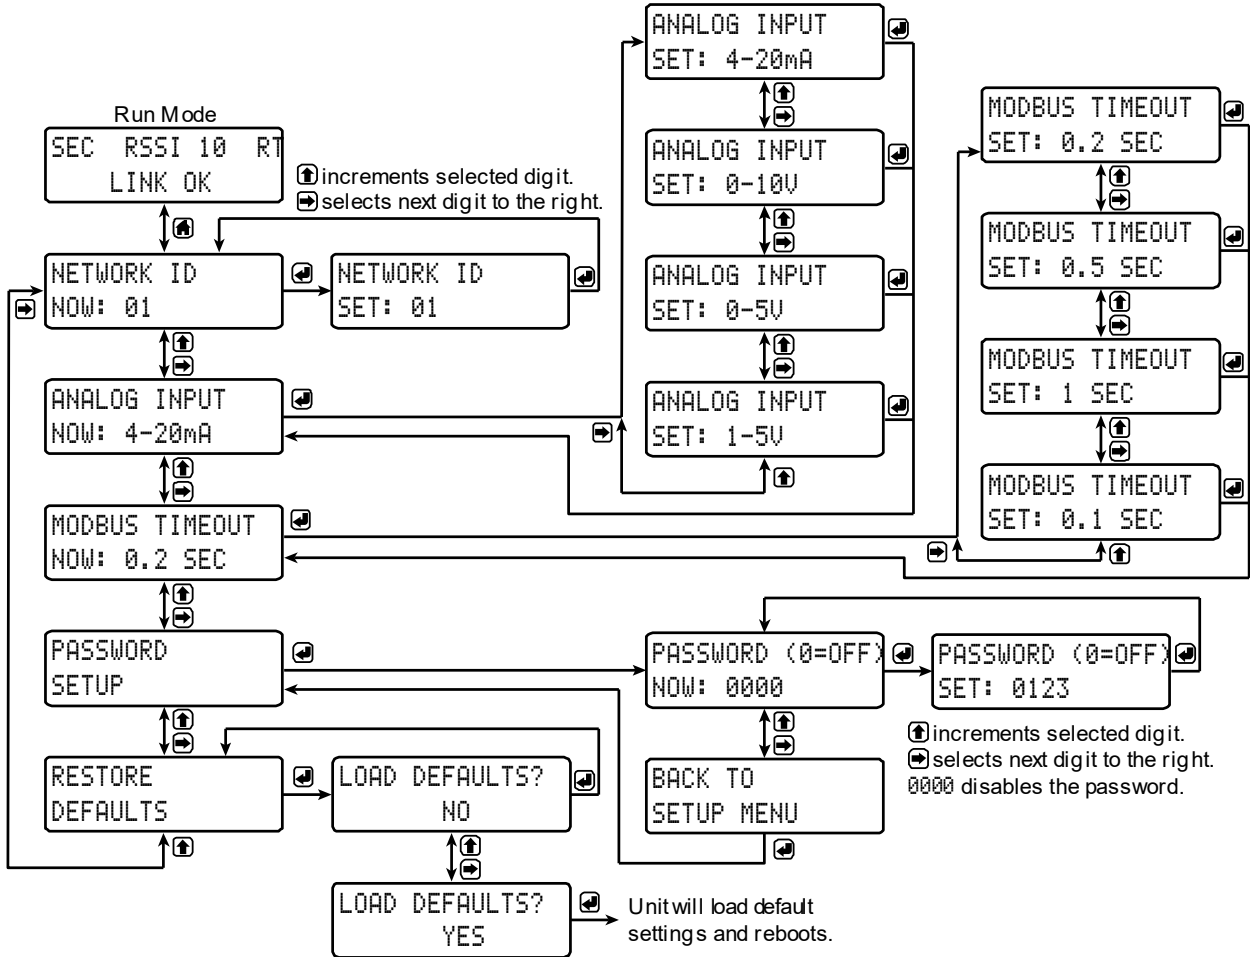 Run Mode
SEC RSSI 10 RT
LINK OK
increments selected digit.
selects next digit to the right.
NETWORK ID
NOW: 01
NETWORK ID
SET: 01
ANALOG INPUT
NOW: 4-20mA
MODBUS TIMEOUT
NOW: 0.2 SEC
PASSWORD
SETUP
RESTORE
DEFAULTS
LOAD DEFAULTS?
NO
LOAD DEFAULTS?
YES
Unit will load default
settings and reboots.
ANALOG INPUT
SET: 4-20mA
ANALOG INPUT
SET: 0-10V
ANALOG INPUT
SET: 0-5V
ANALOG INPUT
SET: 1-5V
MODBUS TIMEOUT
SET: 0.2 SEC
MODBUS TIMEOUT
SET: 0.5 SEC
MODBUS TIMEOUT
SET: 1 SEC
MODBUS TIMEOUT
SET: 0.1 SEC
PASSWORD (0=OFF)
NOW: 0000
PASSWORD (0=OFF)
SET: 0123
increments selected digit.
selects next digit to the right.
0000 disables the password.
BACK TO
SETUP MENU